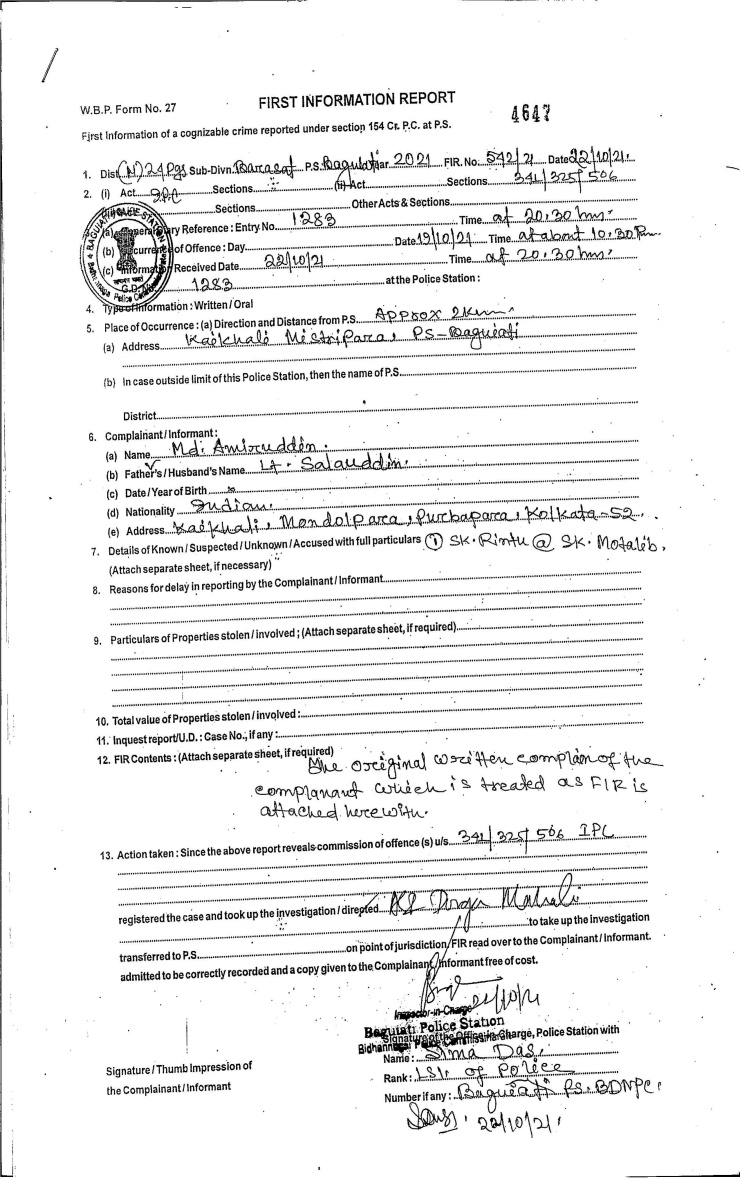 W.B.P. Form No. 27
FIRST INFORMATION REPORT
4647
First Information of a cognizable crime reported under section 154 Cr. P.C. at P.S.
1. Dist (N) 24 Pgs Sub-Divn. Barasat P.S. Baguiati Year 2021 FIR. No. 542/21 Date 22/10/21.
2. (i) Act IPC Sections (ii) Act Sections 341/325/506
Sections Other Acts & Sections
(a) General Diary Reference : Entry No. 1283 Time at 20:30 hrs.
(b) Occurrence of Offence : Day Date 19/10/21 Time at about 10:30 Pm.
(c) Information Received Date 22/10/21 Time at 20:30 hrs.
G.D. No. 1283 at the Police Station :
4. Type of Information : Written / Oral
5. Place of Occurrence : (a) Direction and Distance from P.S. Approx 2 km.
(a) Address Kaikhali Mistripara, PS-Baguiati
(b) In case outside limit of this Police Station, then the name of P.S.
District
6. Complainant / Informant :
(a) Name Md. Amiruddin.
(b) Father's / Husband's Name Lt. Salauddin.
(c) Date / Year of Birth
(d) Nationality Indian.
(e) Address Kaikhali, Mondolpara, Purbapara, Kolkata-52.
7. Details of Known / Suspected / Unknown / Accused with full particulars (1) SK. Rintu @ SK. Motaleb.
(Attach separate sheet, if necessary)
8. Reasons for delay in reporting by the Complainant / Informant
9. Particulars of Properties stolen / involved ; (Attach separate sheet, if required)
10. Total value of Properties stolen / involved :
11. Inquest report/U.D. : Case No., if any :
12. FIR Contents : (Attach separate sheet, if required)
The original written complain of the
complanant which is treated as FIR is
attached herewith.
13. Action taken : Since the above report reveals commission of offence (s) u/s. 341/325/506 IPC
registered the case and took up the investigation / directed
to take up the investigation
transferred to P.S. on point of jurisdiction. FIR read over to the Complainant / Informant.
admitted to be correctly recorded and a copy given to the Complainant / Informant free of cost.
22/10/21
Inspector-in-Charge
Baguiati Police Station
Signature of the Officer-in-Charge, Police Station with
Name : Sima Das.
Signature / Thumb Impression of
Rank : LSI of Police
the Complainant / Informant
Number if any : Baguiati PS. BDNPC.
22/10/21.